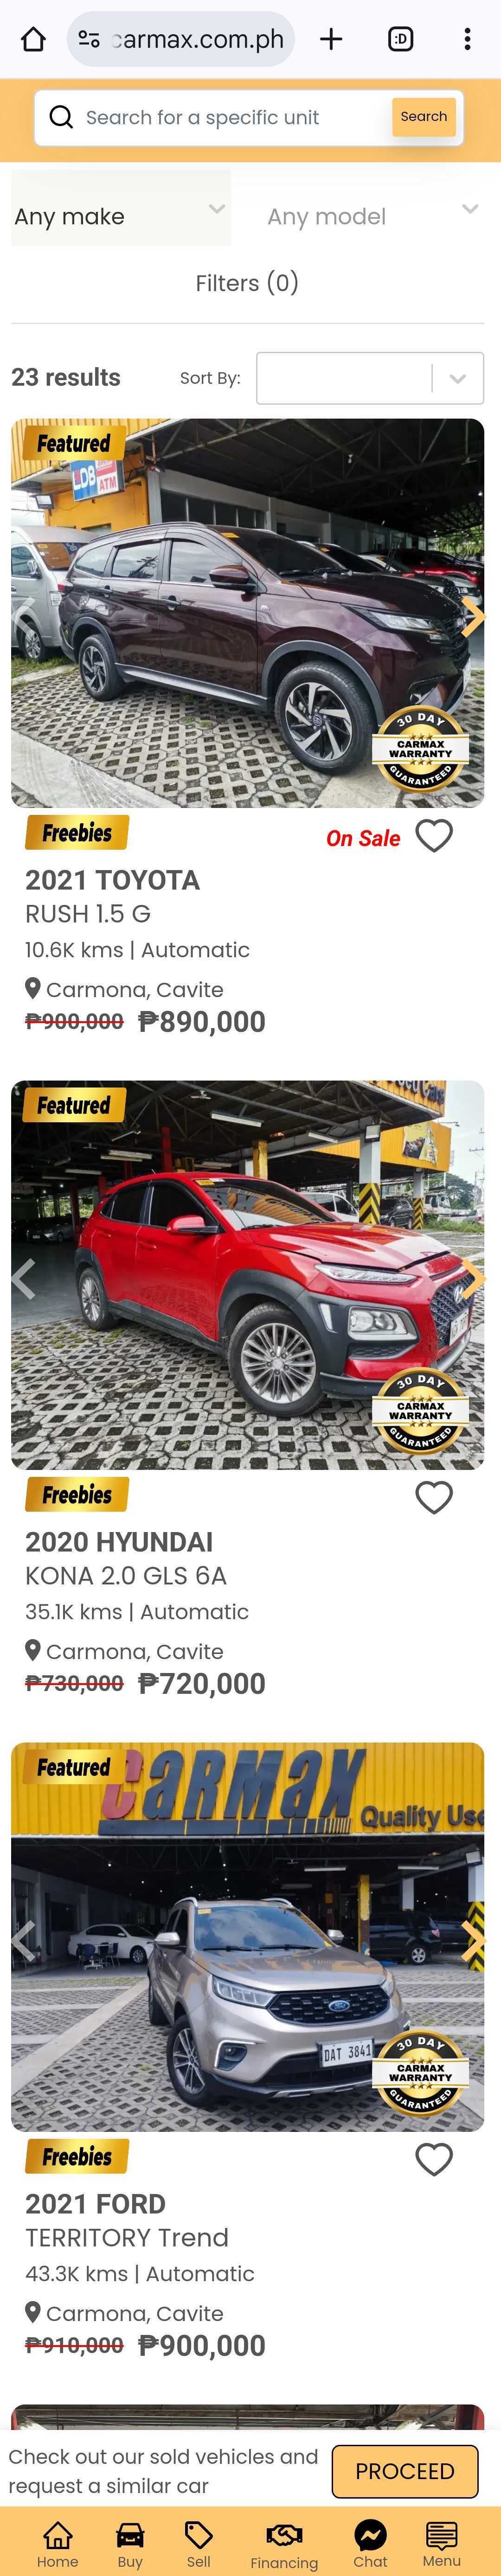 carmax.com.ph
:D
Search for a specific unit
Search
Any make
Any model
Filters (0)
23 results
Sort By:
Featured
ATM
30 DAY
CARMAX
WARRANTY
GUARANTEED
Freebies
On Sale
2021 TOYOTA
RUSH 1.5 G
10.6K kms | Automatic
Carmona, Cavite
₱900,000 ₱890,000
Featured
30 DAY
CARMAX
WARRANTY
GUARANTEED
Freebies
2020 HYUNDAI
KONA 2.0 GLS 6A
35.1K kms | Automatic
Carmona, Cavite
₱730,000 ₱720,000
Featured
CARMAX
Quality Use
Ford
DAT 3841
30 DAY
CARMAX
WARRANTY
GUARANTEED
Freebies
2021 FORD
TERRITORY Trend
43.3K kms | Automatic
Carmona, Cavite
₱910,000 ₱900,000
Check out our sold vehicles and
request a similar car
PROCEED
Home
Buy
Sell
Financing
Chat
Menu